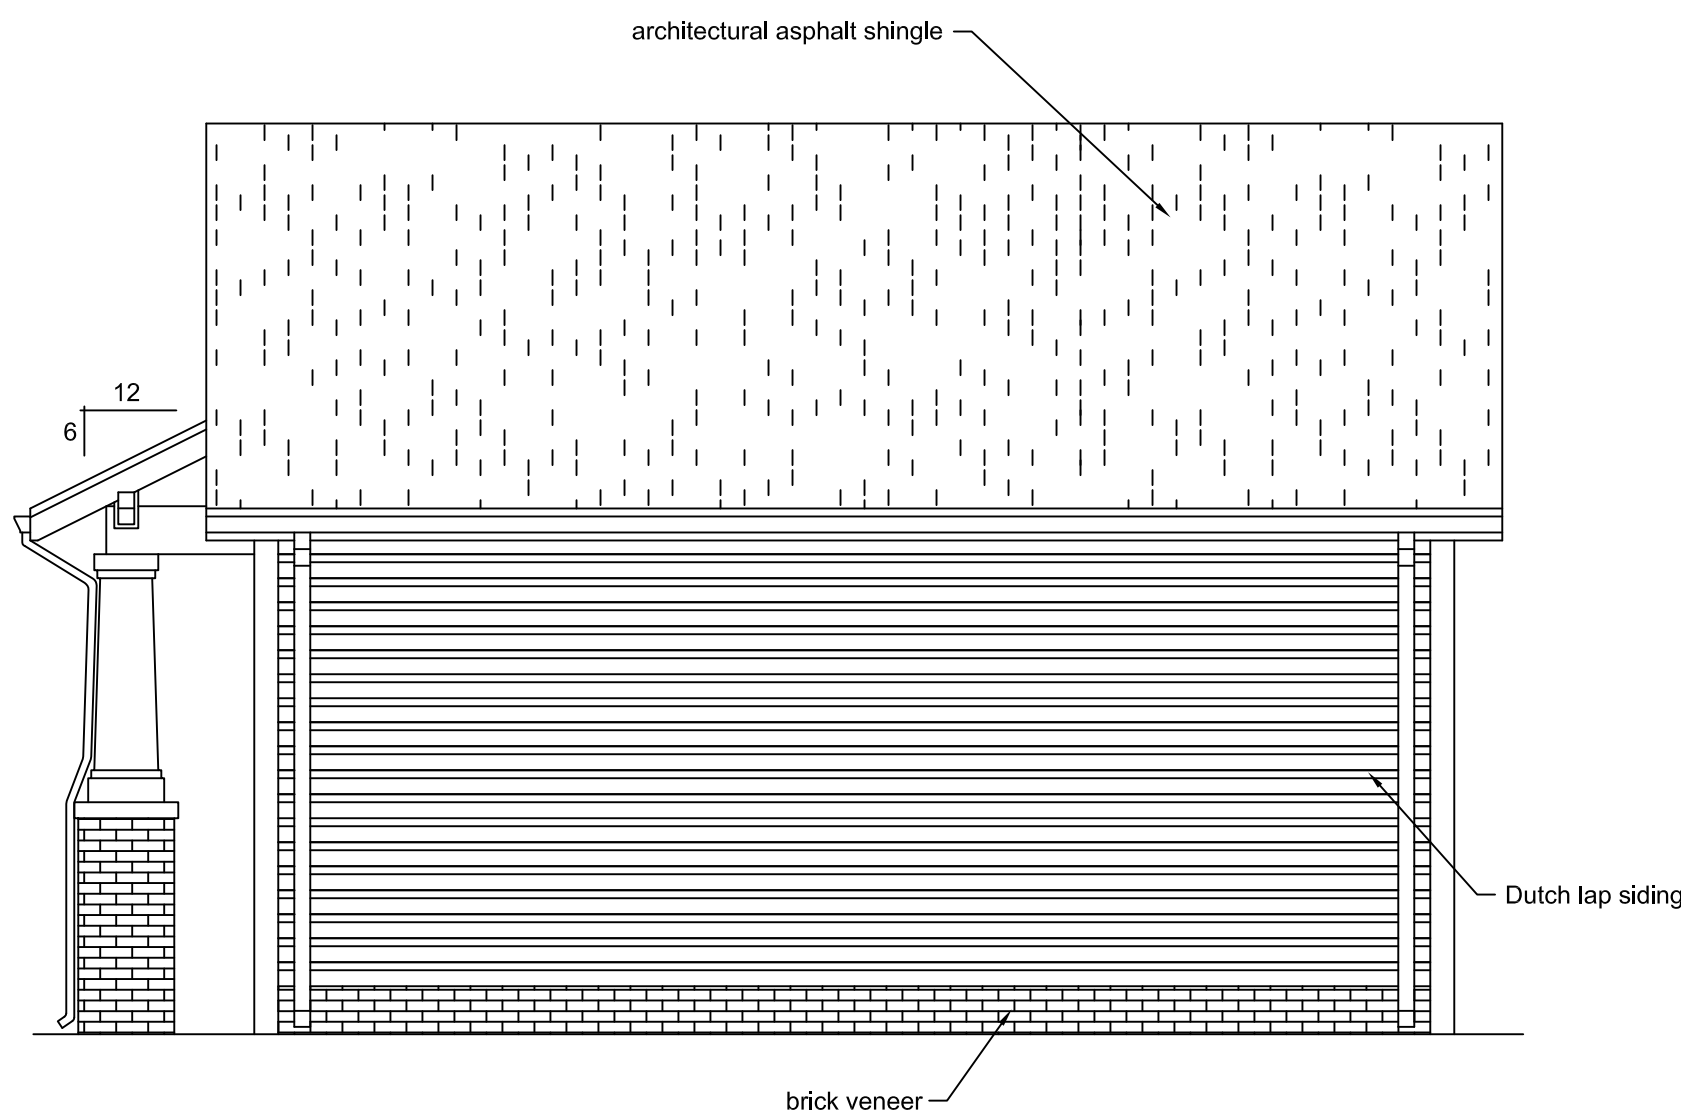 architectural asphalt shingle
12
6
Dutch lap siding
brick veneer